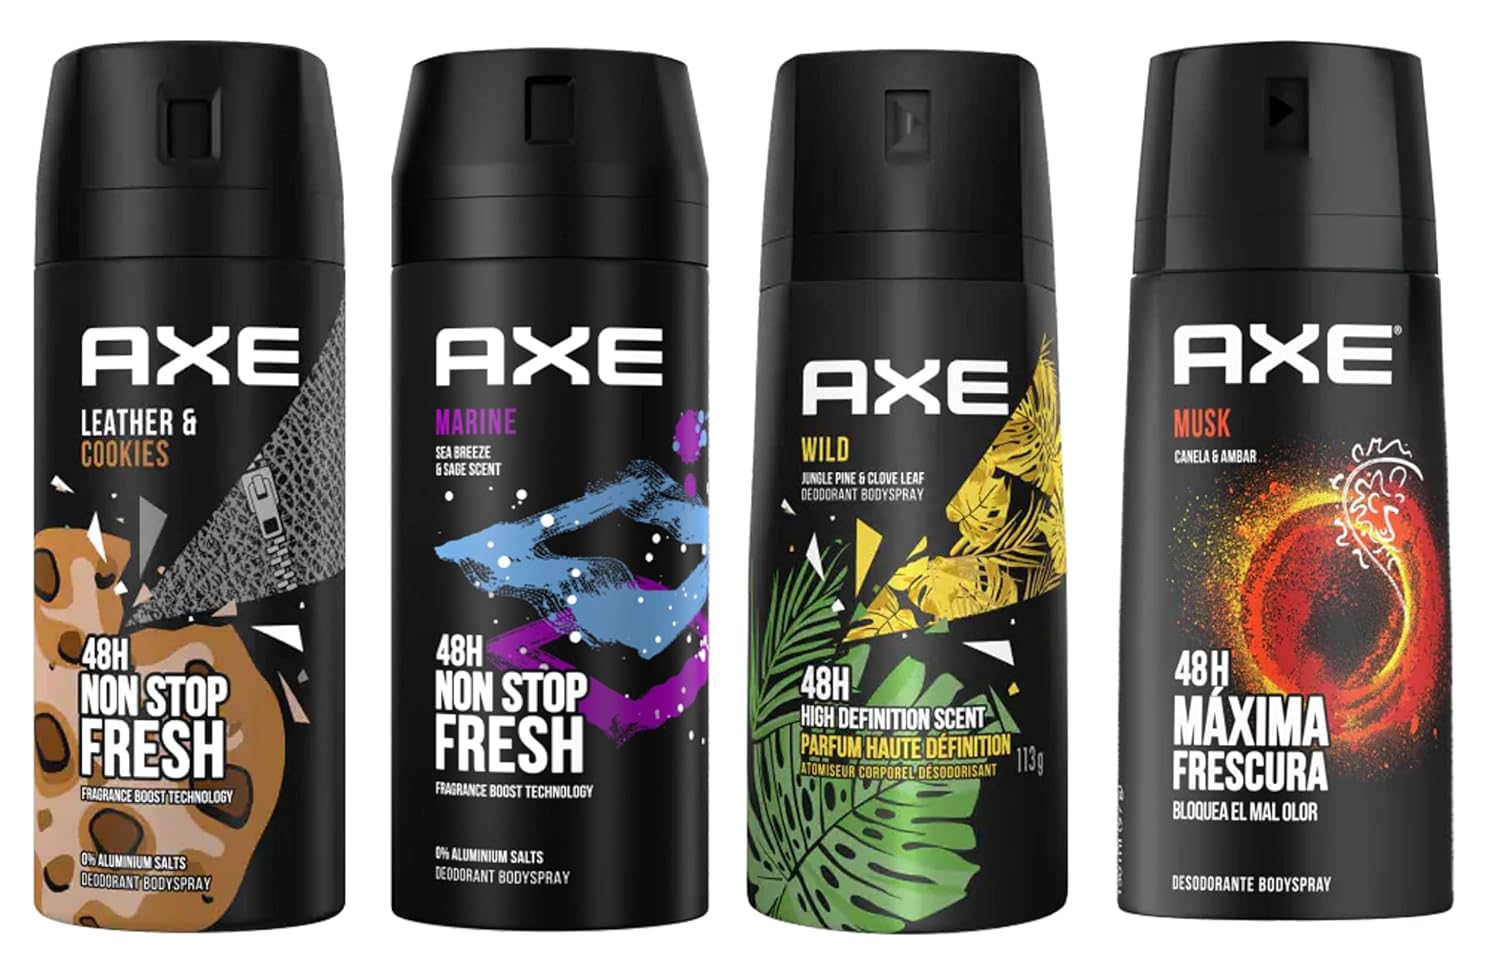 AXE
LEATHER &
COOKIES
48H
NON STOP
FRESH
FRAGRANCE BOOST TECHNOLOGY
0% ALUMINIUM SALTS
DEODORANT BODYSPRAY
AXE
MARINE
SEA BREEZE
& SAGE SCENT
48H
NON STOP
FRESH
FRAGRANCE BOOST TECHNOLOGY
0% ALUMINIUM SALTS
DEODORANT BODYSPRAY
AXE
WILD
JUNGLE PINE & CLOVE LEAF
DEODORANT BODYSPRAY
48H
HIGH DEFINITION SCENT
PARFUM HAUTE DÉFINITION
ATOMISEUR CORPOREL DÉSODORISANT
113g
AXE®
MUSK
CANELA & AMBAR
48H
MÁXIMA
FRESCURA
BLOQUEA EL MAL OLOR
DESODORANTE BODYSPRAY